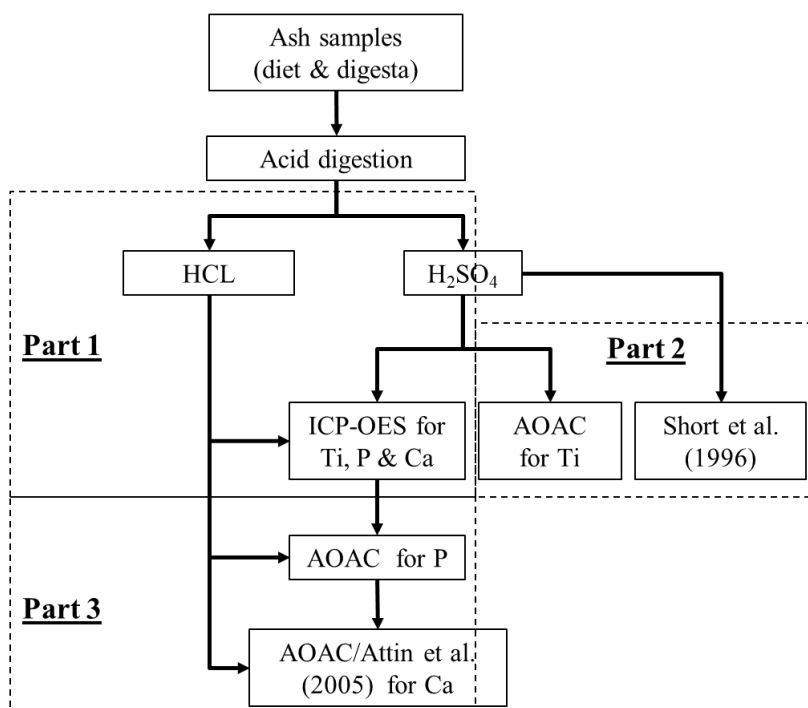 Ash samples
(diet & digesta)
Acid digestion
HCL
H₂SO₄
Part 1
Part 2
ICP-OES for
Ti, P & Ca
AOAC
for Ti
Short et al.
(1996)
AOAC for P
Part 3
AOAC/Attin et al.
(2005) for Ca